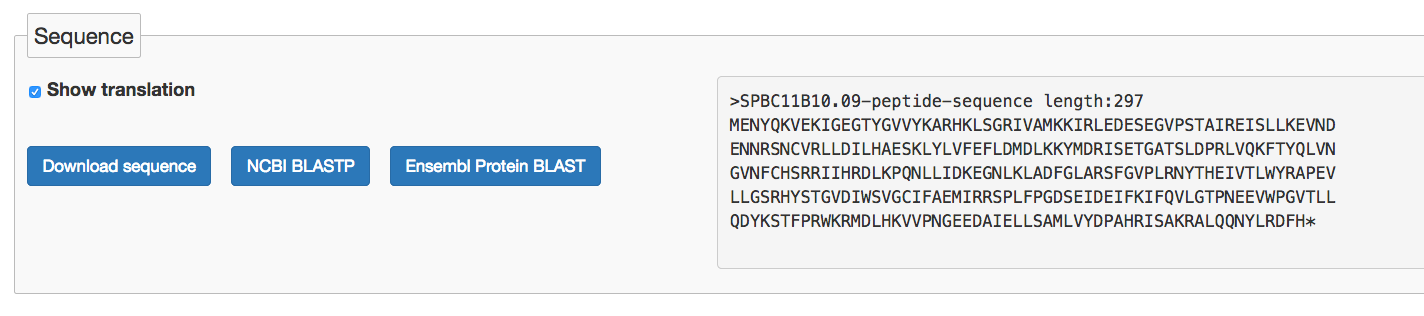 Sequence
Show translation
Download sequence
NCBI BLASTP
Ensembl Protein BLAST
>SPBC11B10.09-peptide-sequence length:297
MENYQKVEKIGEGTYGVVYKARHKLSGRIVAMKKIRLEDESEGVPSTAIREISLLKEVND
ENNRSNCVRLLDILHAESKLYLVFEFLDMDLKKYMDRISETGATSLDPRLVQKFTYQLVN
GVNFCHSRRIIHRDLKPQNLLIDKEGNLKLADFGLARSFGVPLRNYTHEIVTLWYRAPEV
LLGSRHYSTGVDIWSVGCIFAEMIRRSPLFPGDSEIDEIFKIFQVLGTPNEEVWPGVTLL
QDYKSTFPRWKRMDLHKVVPNGEEDAIELLSAMLVYDPAHRISAKRALQQNYLRDFH*